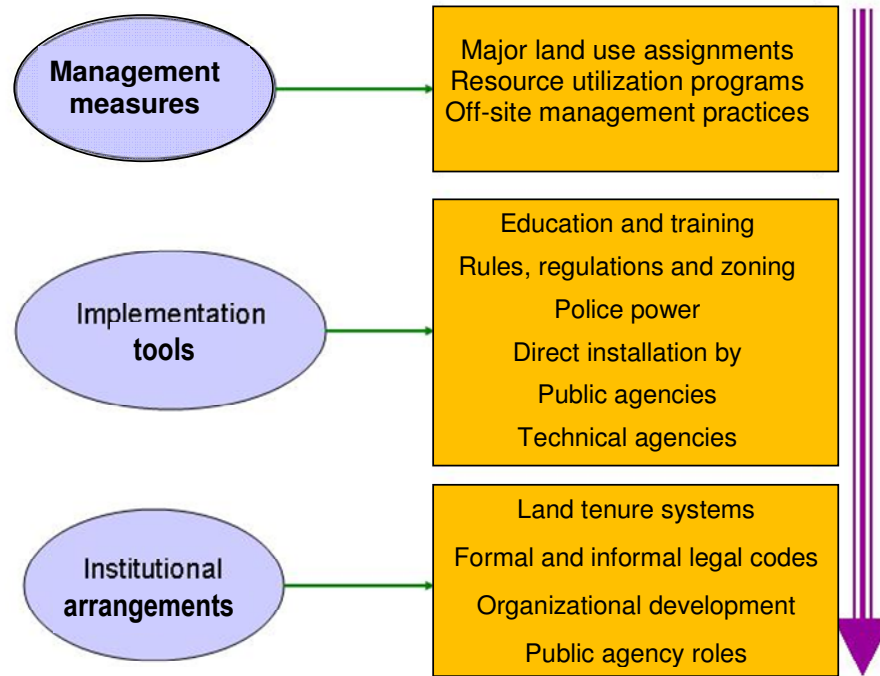 Management
measures
Major land use assignments
Resource utilization programs
Off-site management practices
Implementation
tools
Education and training
Rules, regulations and zoning
Police power
Direct installation by
Public agencies
Technical agencies
Institutional
arrangements
Land tenure systems
Formal and informal legal codes
Organizational development
Public agency roles